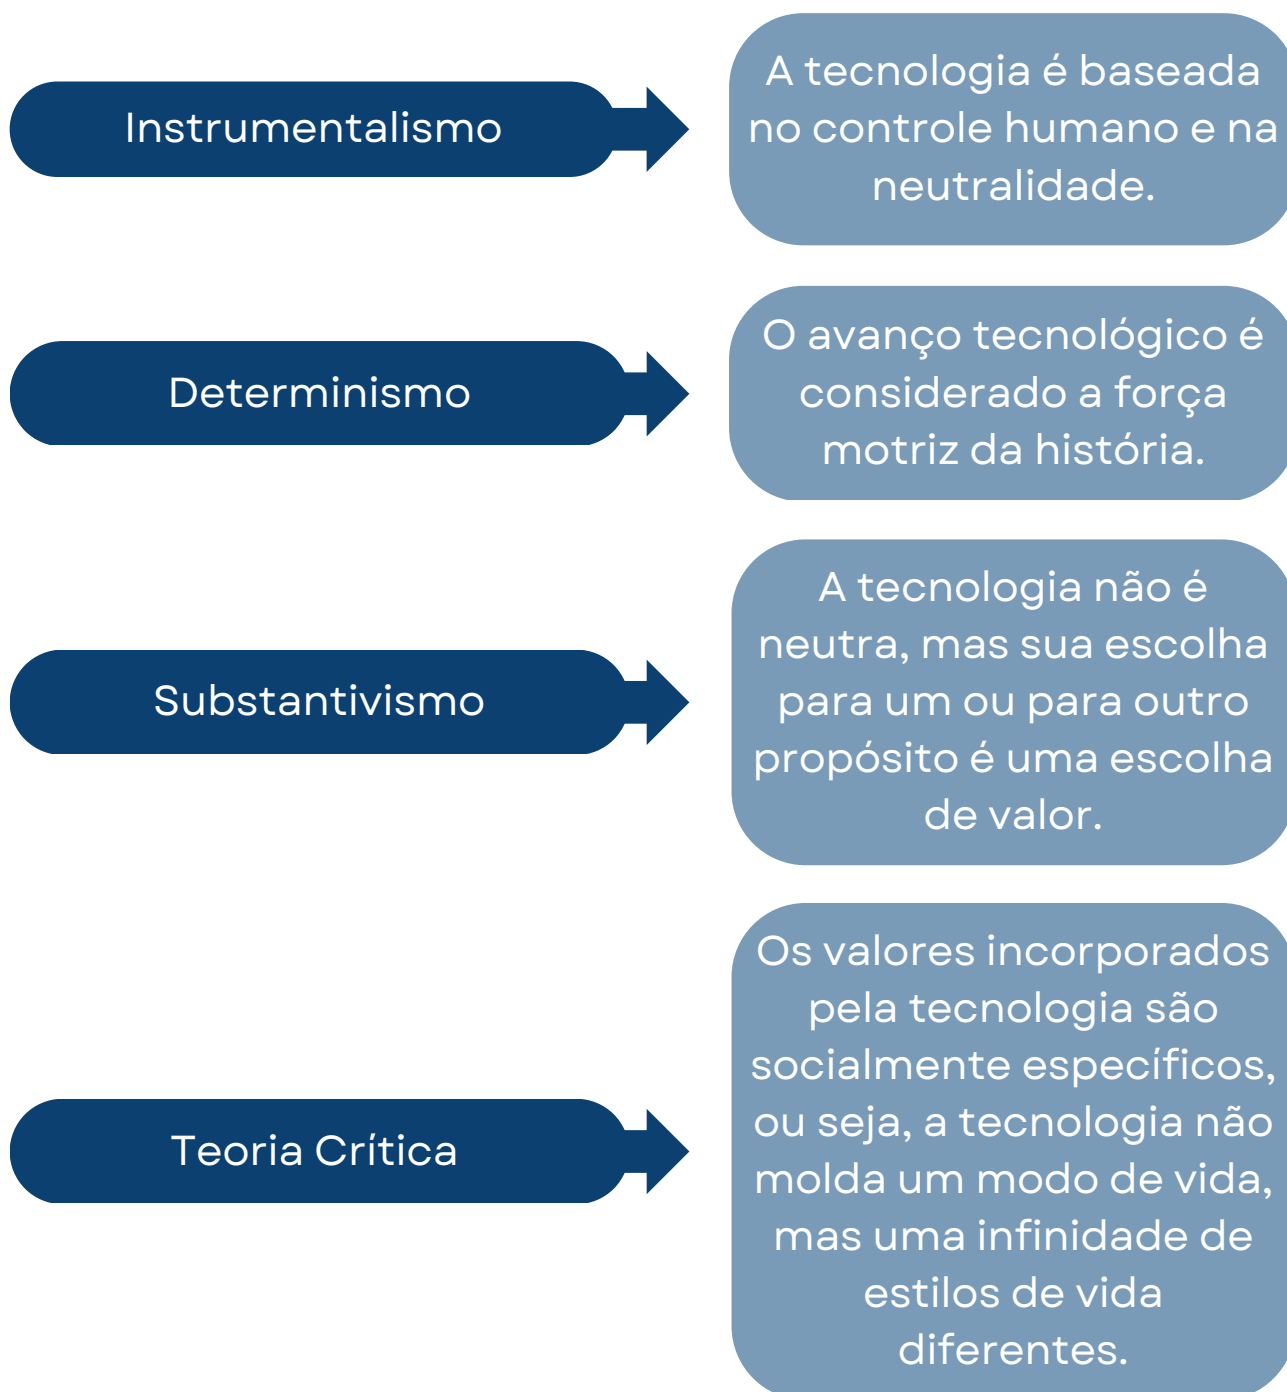 Instrumentalismo
A tecnologia é baseada
no controle humano e na
neutralidade.
Determinismo
O avanço tecnológico é
considerado a força
motriz da história.
Substantivismo
A tecnologia não é
neutra, mas sua escolha
para um ou para outro
propósito é uma escolha
de valor.
Teoria Crítica
Os valores incorporados
pela tecnologia são
socialmente específicos,
ou seja, a tecnologia não
molda um modo de vida,
mas uma infinidade de
estilos de vida
diferentes.